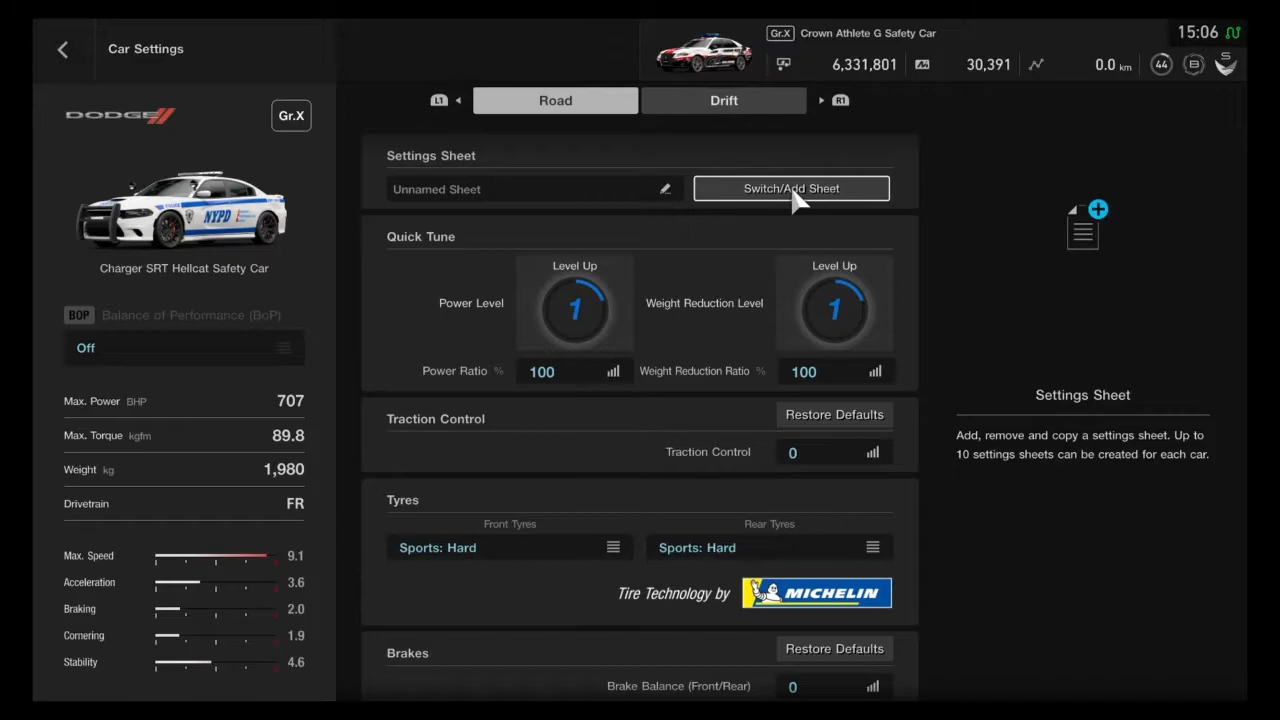 Car Settings
Gr.X Crown Athlete G Safety Car
6,331,801 30,391 0.0 km 44 B S
15:06
DODGE Gr.X
NYPD
Charger SRT Hellcat Safety Car
BOP Balance of Performance (BoP)
Off
Max. Power BHP 707
Max. Torque kgfm 89.8
Weight kg 1,980
Drivetrain FR
Max. Speed 9.1
Acceleration 3.6
Braking 2.0
Cornering 1.9
Stability 4.6
L1 Road Drift R1
Settings Sheet
Unnamed Sheet Switch/Add Sheet
Quick Tune
Level Up Level Up
Power Level 1 Weight Reduction Level 1
Power Ratio % 100 Weight Reduction Ratio % 100
Traction Control Restore Defaults
Traction Control 0
Tyres
Front Tyres Rear Tyres
Sports: Hard Sports: Hard
Tire Technology by MICHELIN
Brakes Restore Defaults
Brake Balance (Front/Rear) 0
Settings Sheet
Add, remove and copy a settings sheet. Up to
10 settings sheets can be created for each car.